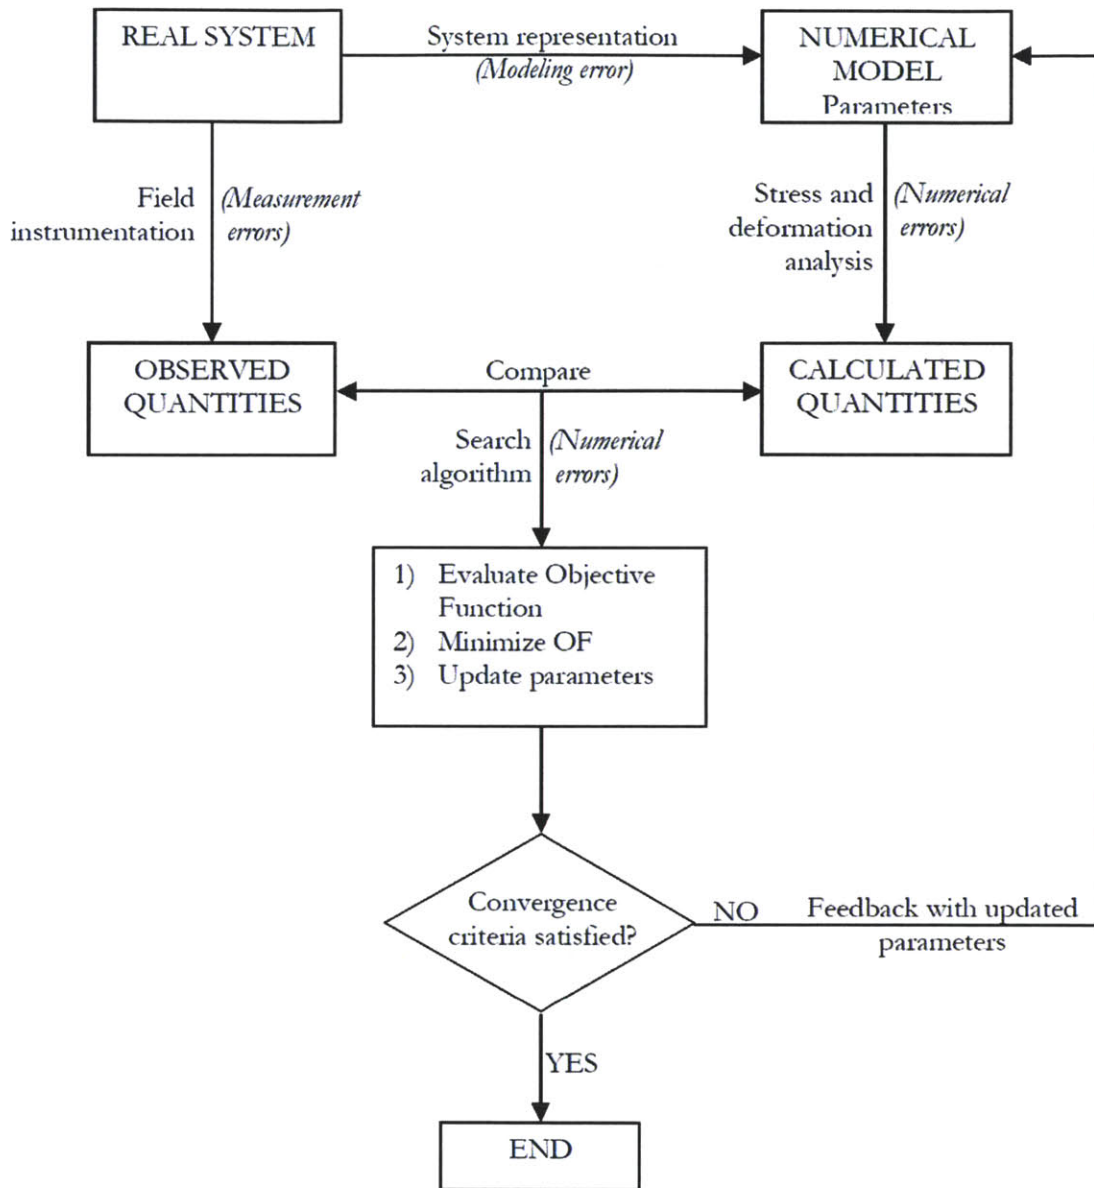 REAL SYSTEM
System representation
(Modeling error)
NUMERICAL
MODEL
Parameters
Field
instrumentation
(Measurement
errors)
Stress and
deformation
analysis
(Numerical
errors)
OBSERVED
QUANTITIES
Compare
CALCULATED
QUANTITIES
Search
algorithm
(Numerical
errors)
1) Evaluate Objective
Function
2) Minimize OF
3) Update parameters
Convergence
criteria satisfied?
NO
Feedback with updated
parameters
YES
END